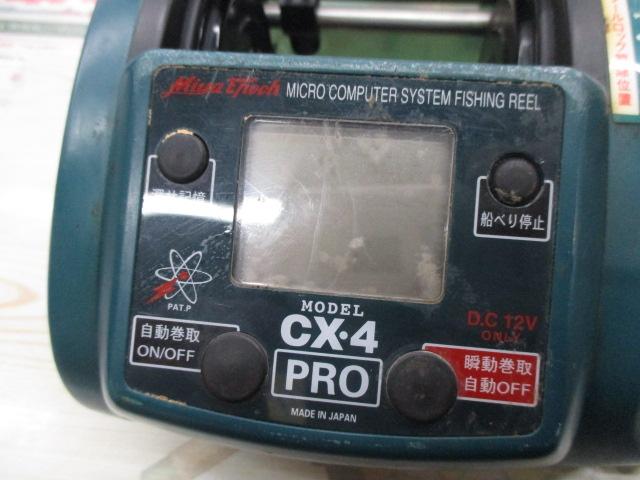 Miya Epoch MICRO COMPUTER SYSTEM FISHING REEL
船べり停止
PAT.P
MODEL
CX·4
PRO
D.C 12V
ONLY
自動巻取
ON/OFF
瞬動巻取
自動OFF
MADE IN JAPAN